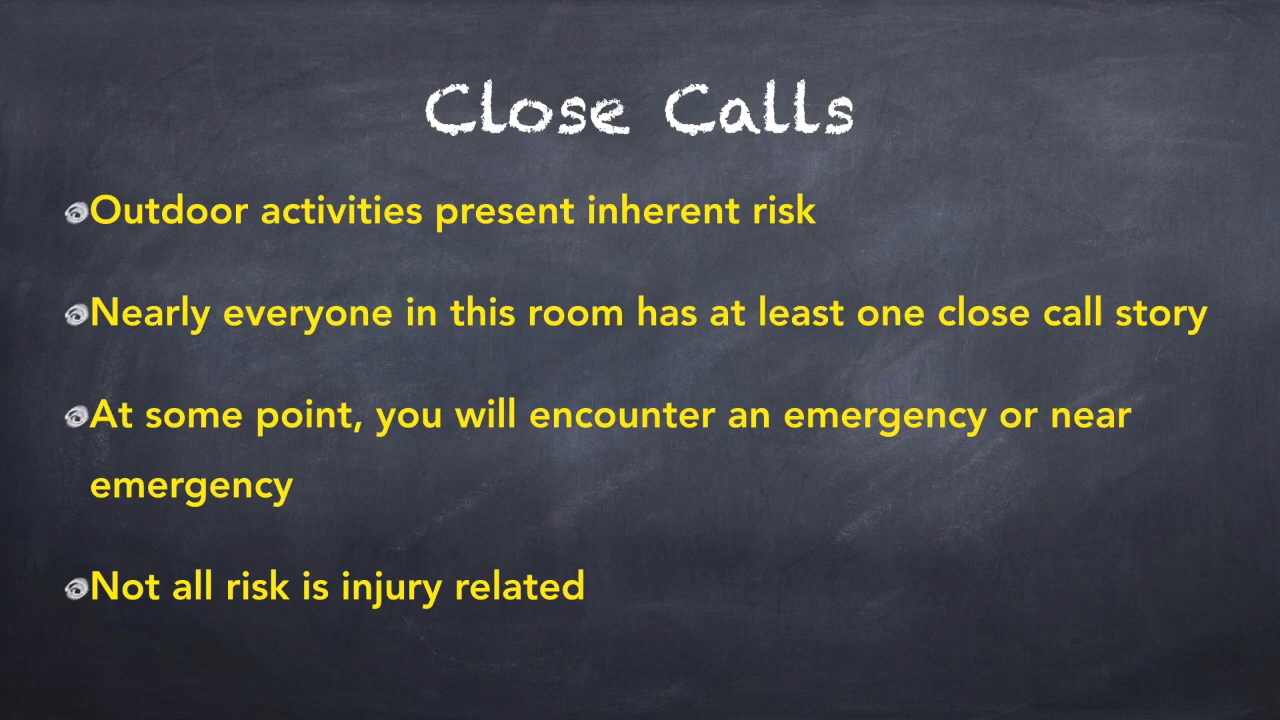 Close Calls
Outdoor activities present inherent risk
Nearly everyone in this room has at least one close call story
At some point, you will encounter an emergency or near
emergency
Not all risk is injury related